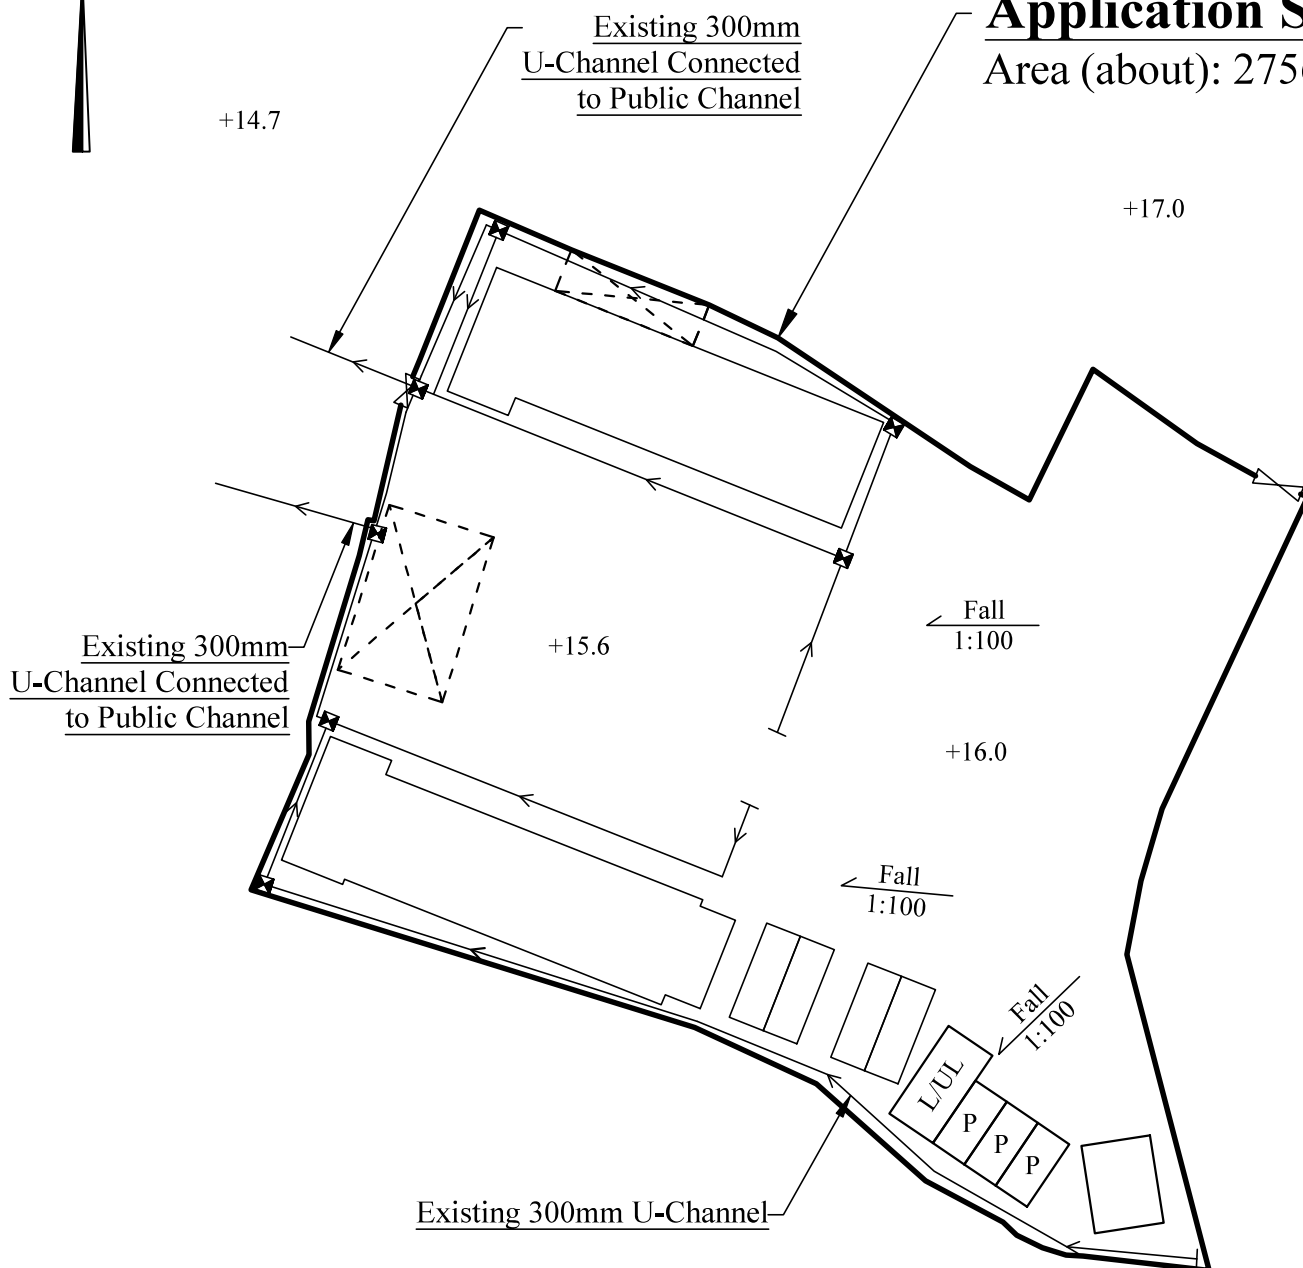 Existing 300mm
U-Channel Connected
to Public Channel
Application
Area (about):
+14.7
+17.0
Fall
1:100
Existing 300mm
U-Channel Connected
to Public Channel
+15.6
+16.0
Fall
1:100
Fall
1:100
L/UL
P
P
P
Existing 300mm U-Channel